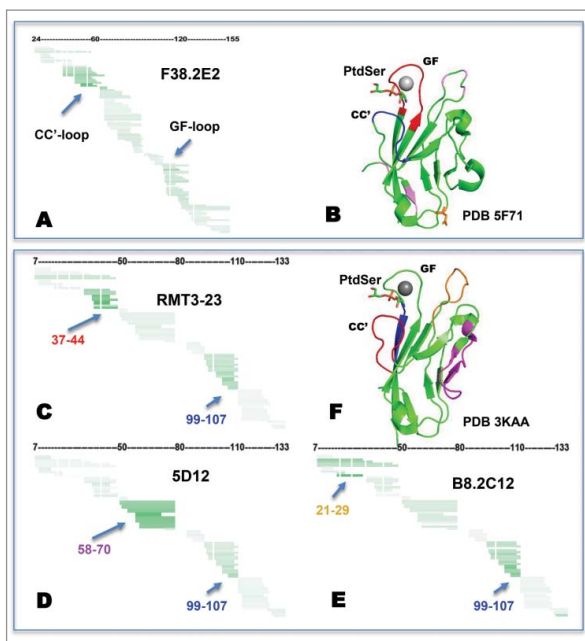 24--------------60-------------------120-----------155
F38.2E2
CC'-loop
GF-loop
A
PtdSer
GF
CC'
B
PDB 5F71
7-------------------50-----------------80---------110--------133
RMT3-23
37-44
99-107
C
PtdSer
GF
CC'
F
PDB 3KAA
7-------------------50-----------------80---------110--------133
5D12
58-70
99-107
D
7-------------------50-----------------80---------110--------133
B8.2C12
21-29
99-107
E